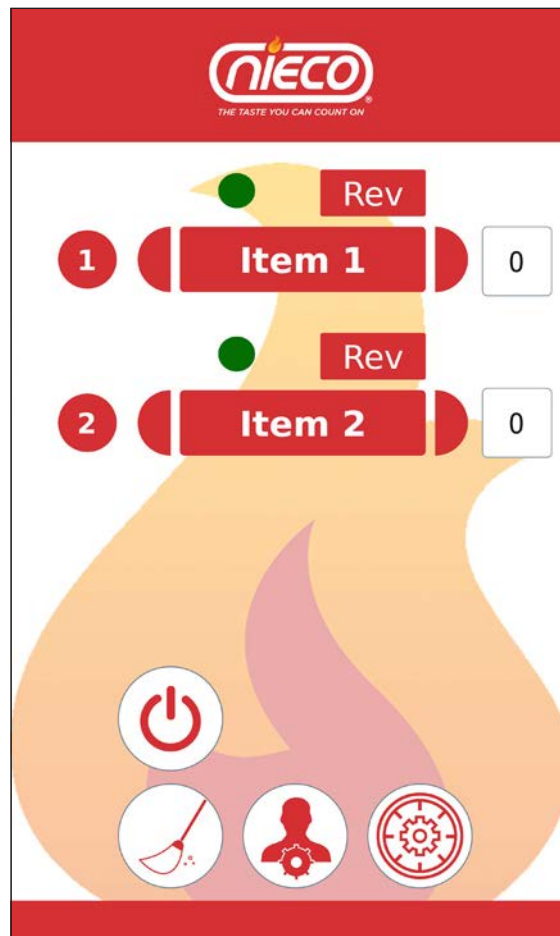 NIECO®
THE TASTE YOU CAN COUNT ON
Rev
1 Item 1 0
Rev
2 Item 2 0